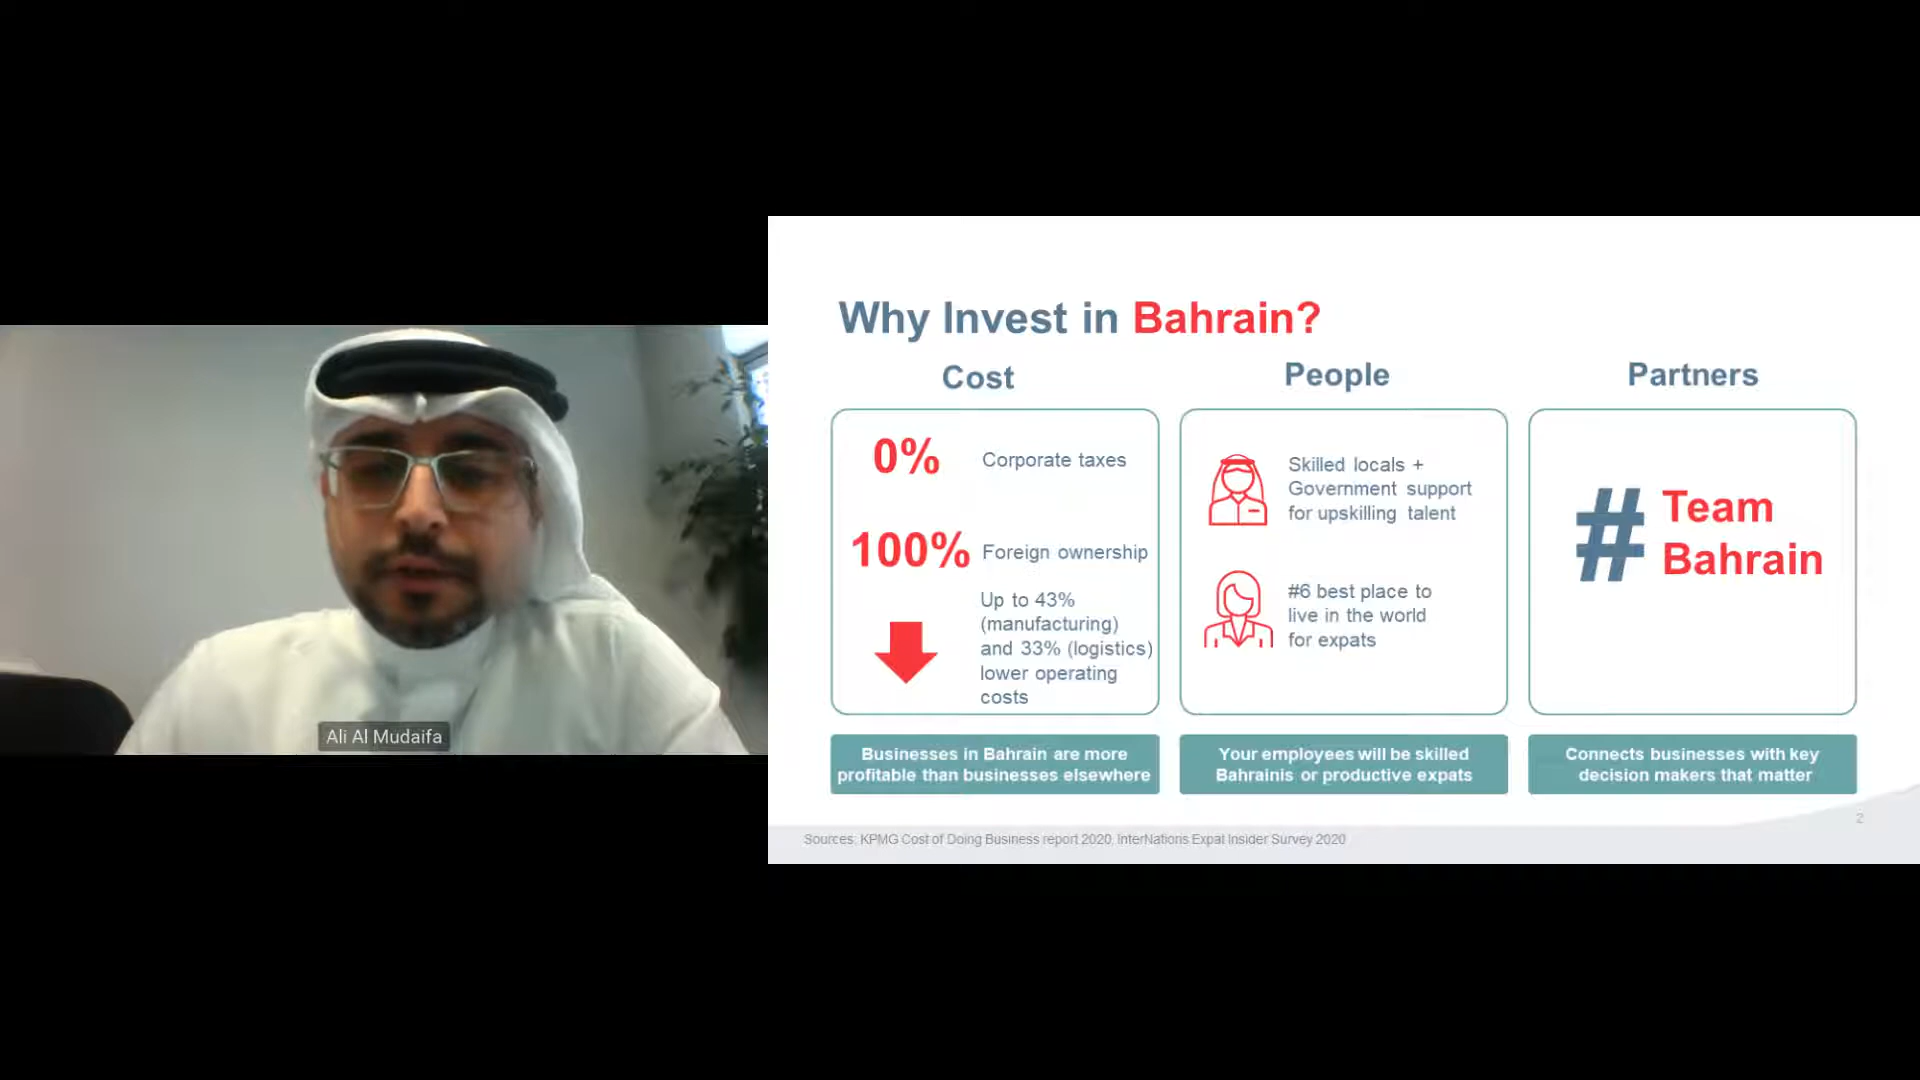 Ali Al Mudaifa
Why Invest in Bahrain?
Cost
0%
Corporate taxes
100%
Foreign ownership
Up to 43%
(manufacturing)
and 33% (logistics)
lower operating
costs
Businesses in Bahrain are more
profitable than businesses elsewhere
People
Skilled locals +
Government support
for upskilling talent
#6 best place to
live in the world
for expats
Your employees will be skilled
Bahrainis or productive expats
Partners
# Team
Bahrain
Connects businesses with key
decision makers that matter
2
Sources: KPMG Cost of Doing Business report 2020, InterNations Expat Insider Survey 2020